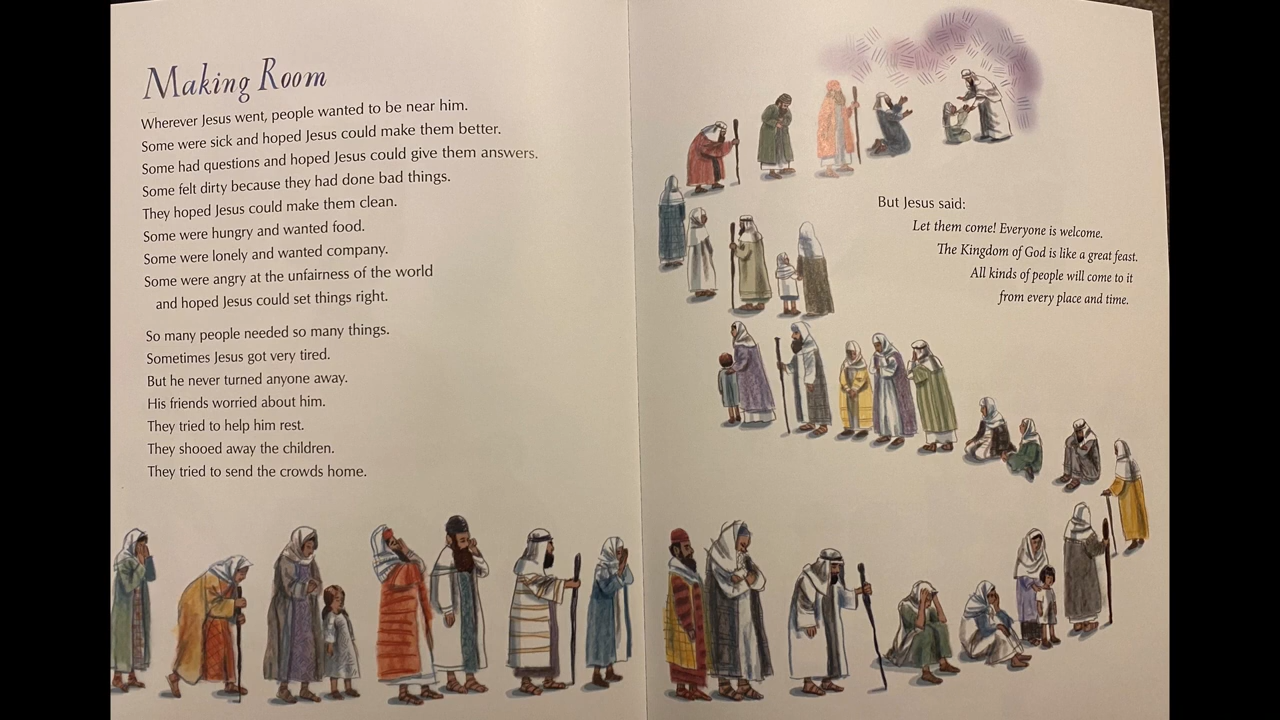 Making Room
Wherever Jesus went, people wanted to be near him.
Some were sick and hoped Jesus could make them better.
Some had questions and hoped Jesus could give them answers.
Some felt dirty because they had done bad things.
They hoped Jesus could make them clean.
Some were hungry and wanted food.
Some were lonely and wanted company.
Some were angry at the unfairness of the world
and hoped Jesus could set things right.
So many people needed so many things.
Sometimes Jesus got very tired.
But he never turned anyone away.
His friends worried about him.
They tried to help him rest.
They shooed away the children.
They tried to send the crowds home.
But Jesus said:
Let them come! Everyone is welcome.
The Kingdom of God is like a great feast.
All kinds of people will come to it
from every place and time.